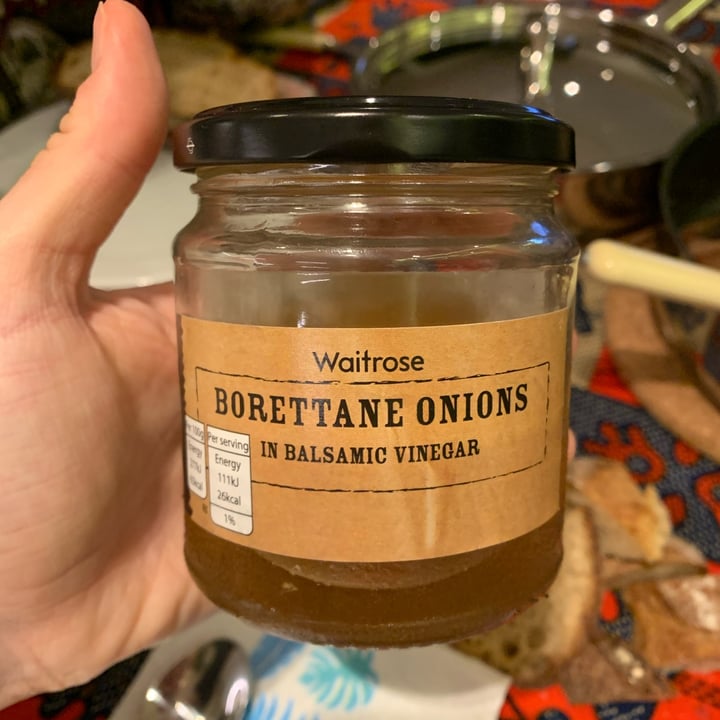 Waitrose
BORETTANE ONIONS
IN BALSAMIC VINEGAR
Per serving
Energy
111kJ
26kcal
1%